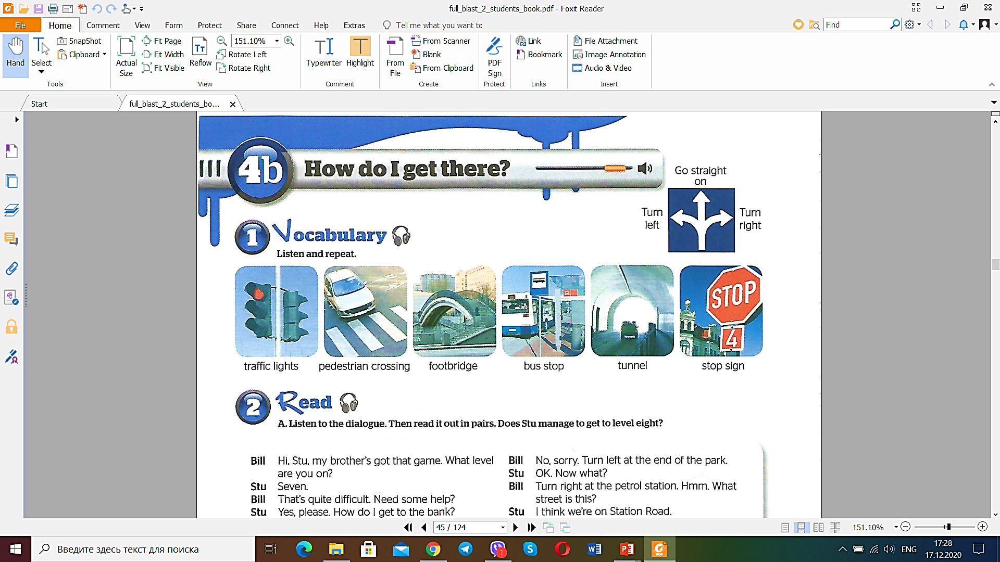 full_blast_2_students_book.pdf - Foxit Reader
File Home Comment View Form Protect Share Connect Help Extras Tell me what you want to Find
Hand
Select
SnapShot
Clipboard
Tools
Actual Size
Fit Page
Fit Width
Fit Visible
Reflow
151.10%
Rotate Left
Rotate Right
View
Typewriter
Highlight
Comment
From File
From Scanner
Blank
From Clipboard
Create
PDF Sign
Protect
Link
Bookmark
Links
File Attachment
Image Annotation
Audio & Video
Insert
Start full_blast_2_students_bo...
4b How do I get there?
Go straight
on
Turn
left
Turn
right
1 Vocabulary
Listen and repeat.
STOP
4
traffic lights pedestrian crossing footbridge bus stop tunnel stop sign
2 Read
A. Listen to the dialogue. Then read it out in pairs. Does Stu manage to get to level eight?
Bill Hi, Stu, my brother's got that game. What level
are you on?
Stu Seven.
Bill That's quite difficult. Need some help?
Stu Yes, please. How do I get to the bank?
Bill No, sorry. Turn left at the end of the park.
Stu OK. Now what?
Bill Turn right at the petrol station. Hmm. What
street is this?
Stu I think we're on Station Road.
45 / 124
151.10%
Введите здесь текст для поиска
1
ENG
17:28
17.12.2020